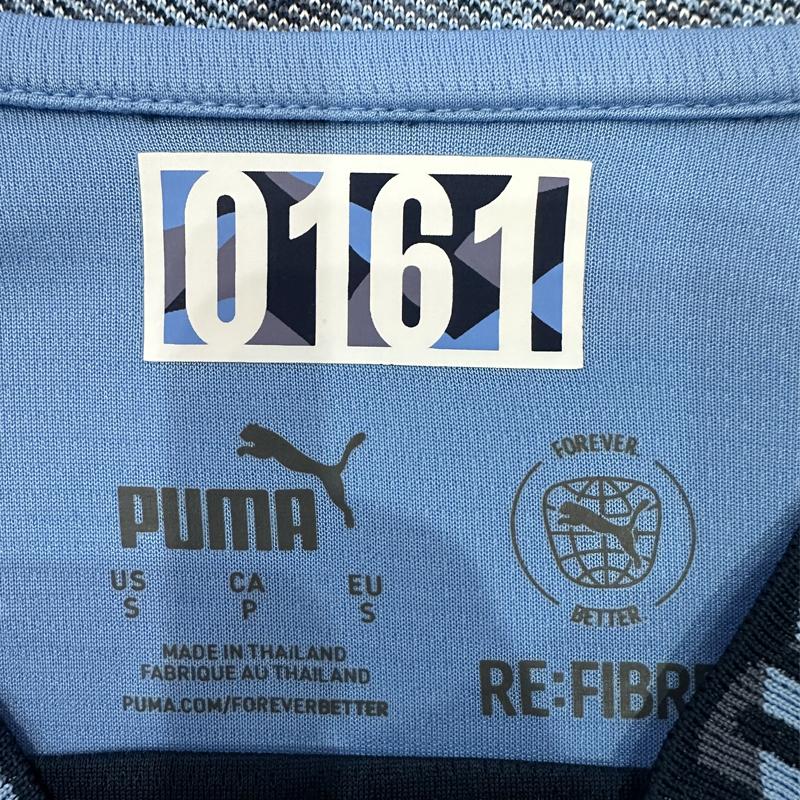 0161
PUMA
US CA EU
S P S
MADE IN THAILAND
FABRIQUE AU THAILAND
PUMA.COM/FOREVERBETTER
FOREVER.
BETTER.
RE:FIBRE